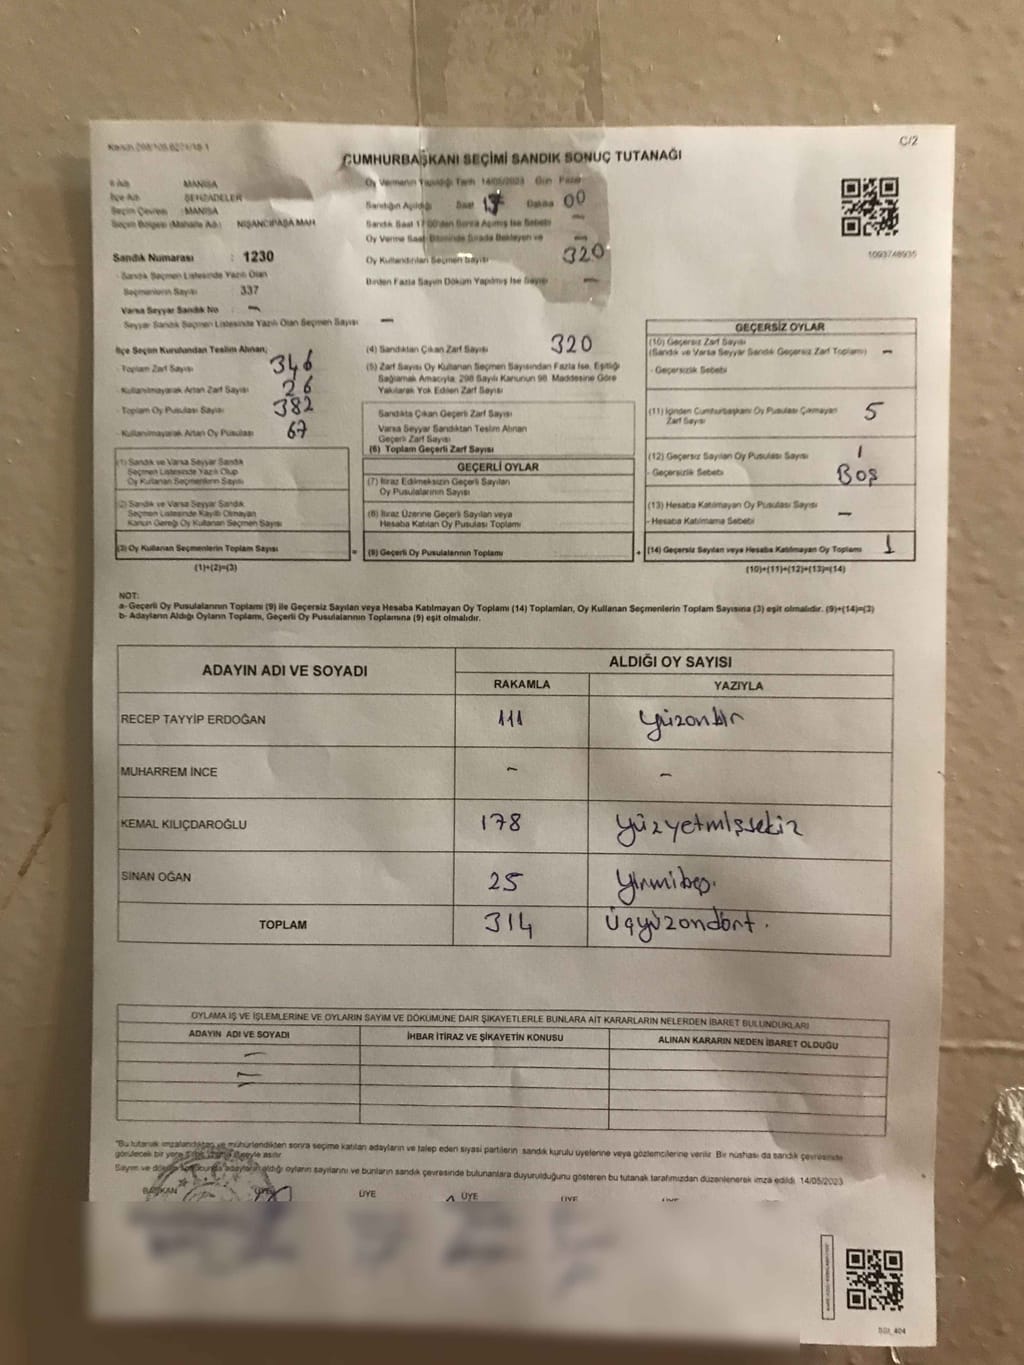 Kanun 298/105.627/1/18-1
C/2
CUMHURBAŞKANI SEÇİMİ SANDIK SONUÇ TUTANAĞI
İl Adı : MANİSA
İlçe Adı : ŞEHZADELER
Seçim Çevresi : MANİSA
Seçim Bölgesi (Mahalle Adı) : NİŞANCIPAŞA MAH
Sandık Numarası : 1230
- Sandık Seçmen Listesinde Yazılı Olan
Seçmenlerin Sayısı : 337
Varsa Seyyar Sandık No : -
Seyyar Sandık Seçmen Listesinde Yazılı Olan Seçmen Sayısı : -
Oy Vermenin Yapıldığı Tarih 14/05/2023 Gün Pazar
Sandığın Açıldığı Saat 17 Dakika 00
Sandık Saat 17:00'den Sonra Açılmış İse Sebebi -
Oy Verme Saati Bitiminde Sırada Bekleyen ve -
Oy Kullandırılan Seçmen Sayısı 320
Birden Fazla Sayım Döküm Yapılmış İse Sayısı -
1093748935
İlçe Seçim Kurulundan Teslim Alınan;
- Toplam Zarf Sayısı : 346
- Kullanılmayarak Artan Zarf Sayısı : 26
- Toplam Oy Pusulası Sayısı : 382
- Kullanılmayarak Artan Oy Pusulası : 67
(1) Sandık ve Varsa Seyyar Sandık
Seçmen Listesinde Yazılı Olup
Oy Kullanan Seçmenlerin Sayısı
(2) Sandık ve Varsa Seyyar Sandık
Seçmen Listesinde Kayıtlı Olmayan
Kanun Gereği Oy Kullanan Seçmen Sayısı
(3) Oy Kullanan Seçmenlerin Toplam Sayısı =
(1)+(2)=(3)
(4) Sandıktan Çıkan Zarf Sayısı 320
(5) Zarf Sayısı Oy Kullanan Seçmen Sayısından Fazla İse, Eşitliği
Sağlamak Amacıyla; 298 Sayılı Kanunun 98. Maddesine Göre
Yakılarak Yok Edilen Zarf Sayısı
Sandıkta Çıkan Geçerli Zarf Sayısı
Varsa Seyyar Sandıktan Teslim Alınan
Geçerli Zarf Sayısı
(6) Toplam Geçerli Zarf Sayısı
GEÇERLİ OYLAR
(7) İtiraz Edilmeksizin Geçerli Sayılan
Oy Pusulalarının Sayısı
(8) İtiraz Üzerine Geçerli Sayılan veya
Hesaba Katılan Oy Pusulası Toplamı
(9) Geçerli Oy Pusulalarının Toplamı +
GEÇERSİZ OYLAR
(10) Geçersiz Zarf Sayısı
(Sandık ve Varsa Seyyar Sandık Geçersiz Zarf Toplamı) -
- Geçersizlik Sebebi
(11) İçinden Cumhurbaşkanı Oy Pusulası Çıkmayan
Zarf Sayısı 5
(12) Geçersiz Sayılan Oy Pusulası Sayısı 1
- Geçersizlik Sebebi Boş
(13) Hesaba Katılmayan Oy Pusulası Sayısı -
- Hesaba Katılmama Sebebi
(14) Geçersiz Sayılan veya Hesaba Katılmayan Oy Toplamı 1
(10)+(11)+(12)+(13)=(14)
NOT:
a- Geçerli Oy Pusulalarının Toplamı (9) ile Geçersiz Sayılan veya Hesaba Katılmayan Oy Toplamı (14) Toplamları, Oy Kullanan Seçmenlerin Toplam Sayısına (3) eşit olmalıdır. (9)+(14)=(3)
b- Adayların Aldığı Oyların Toplamı, Geçerli Oy Pusulalarının Toplamına (9) eşit olmalıdır.
ADAYIN ADI VE SOYADI
ALDIĞI OY SAYISI
RAKAMLA YAZIYLA
RECEP TAYYİP ERDOĞAN 111 Yüzonbir
MUHARREM İNCE - -
KEMAL KILIÇDAROĞLU 178 Yüzyetmişsekiz
SİNAN OĞAN 25 Yirmibeş.
TOPLAM 314 Üçyüzondört.
OYLAMA İŞ VE İŞLEMLERİNE VE OYLARIN SAYIM VE DÖKÜMÜNE DAİR ŞİKAYETLERLE BUNLARA AİT KARARLARIN NELERDEN İBARET BULUNDUKLARI
ADAYIN ADI VE SOYADI İHBAR İTİRAZ VE ŞİKAYETİN KONUSU ALINAN KARARIN NEDEN İBARET OLDUĞU
"Bu tutanak imzalandıktan ve mühürlendikten sonra seçime katılan adayların ve talep eden siyasi partilerin sandık kurulu üyelerine veya gözlemcilerine verilir. Bir nüshası da sandık çevresinde
görülecek bir yere asılır.
Sayım ve döküm sonucunda adayların aldığı oyların sayılarını ve bunların sandık çevresinde bulunanlara duyurulduğunu gösteren bu tutanak tarafımızdan düzenlenerek imza edildi. 14/05/2023
BAŞKAN ÜYE ÜYE ÜYE ÜYE ÜYE